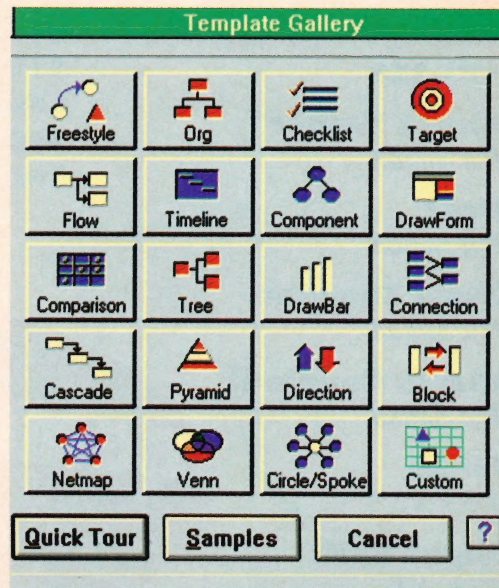 Template Gallery
Freestyle
Org
Checklist
Target
Flow
Timeline
Component
DrawForm
Comparison
Tree
DrawBar
Connection
Cascade
Pyramid
Direction
Block
Netmap
Venn
Circle/Spoke
Custom
Quick Tour
Samples
Cancel
?